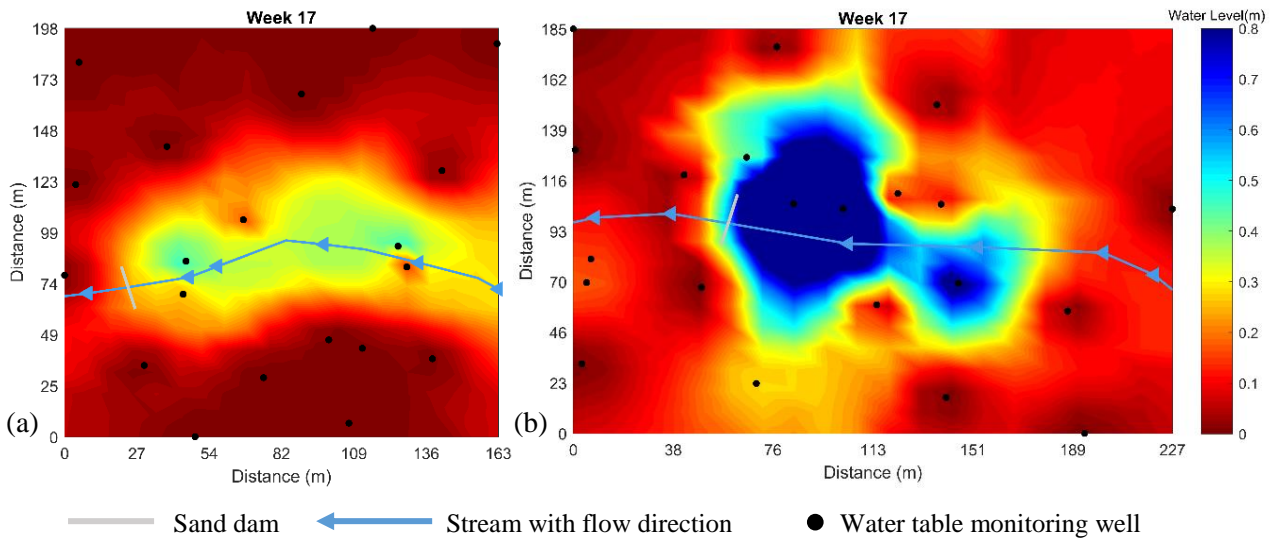 Week 17
198
173
148
123
99
74
49
25
0
Distance (m)
0 27 54 82 109 136 163
Distance (m)
(a)
Week 17
185
162
139
116
93
70
46
23
0
Distance (m)
0 38 76 113 151 189 227
Distance (m)
(b)
Water Level(m)
0.8
0.7
0.6
0.5
0.4
0.3
0.2
0.1
0
Sand dam
Stream with flow direction
Water table monitoring well